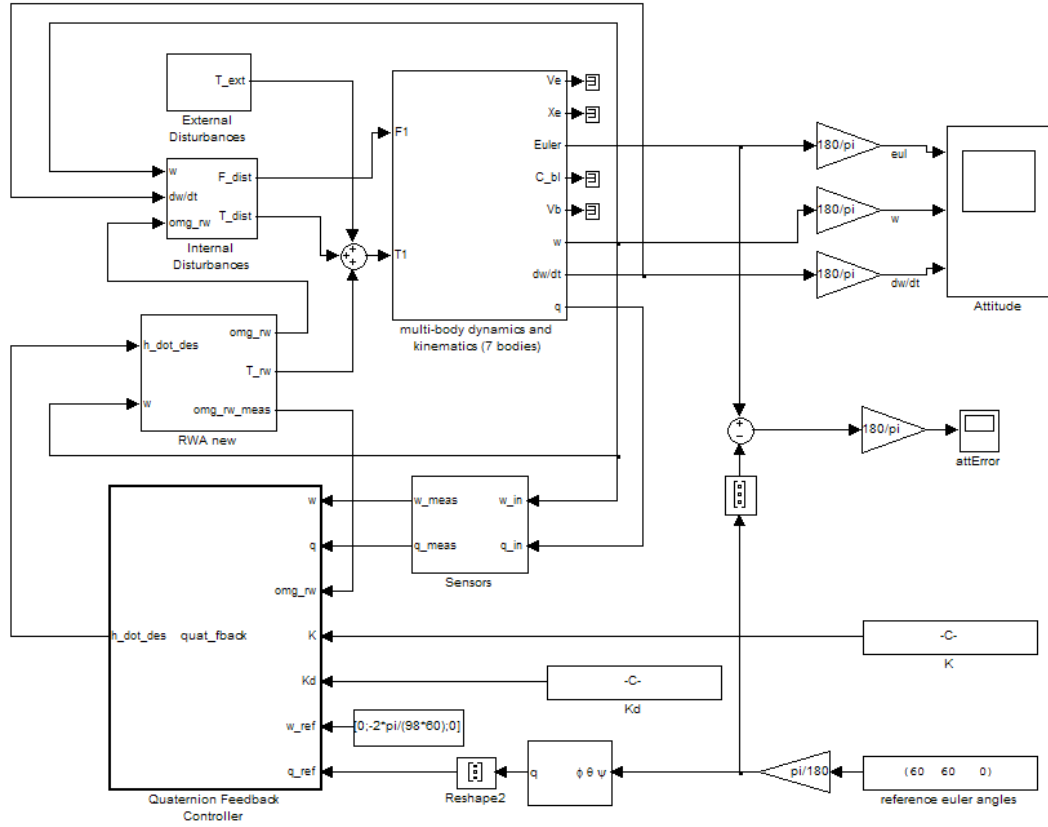 T_ext
External
Disturbances
w
dw/dt
omg_rw
F_dist
T_dist
Internal
Disturbances
+
+
+
F1
T1
Ve
Xe
Euler
C_bl
Vb
w
dw/dt
q
multi-body dynamics and
kinematics (7 bodies)
180/pi
eul
180/pi
w
180/pi
dw/dt
Attitude
h_dot_des
w
omg_rw
T_rw
omg_rw_meas
RWA new
+
−
180/pi
attError
w_meas
q_meas
w_in
q_in
Sensors
h_dot_des
quat_fback
w
q
omg_rw
K
Kd
w_ref
q_ref
Quaternion Feedback
Controller
-C-
K
-C-
Kd
[0;-2*pi/(98*60);0]
Reshape2
q
ϕ θ ψ
pi/180
(60 60 0)
reference euler angles